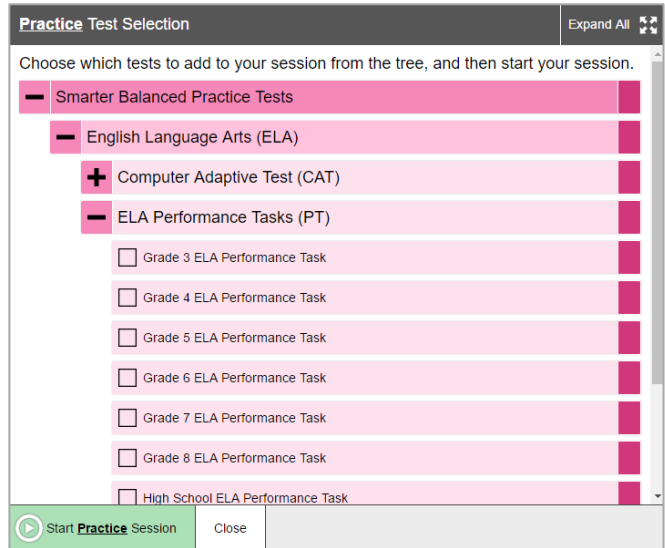 Practice Test Selection
Expand All
Choose which tests to add to your session from the tree, and then start your session.
Smarter Balanced Practice Tests
English Language Arts (ELA)
Computer Adaptive Test (CAT)
ELA Performance Tasks (PT)
Grade 3 ELA Performance Task
Grade 4 ELA Performance Task
Grade 5 ELA Performance Task
Grade 6 ELA Performance Task
Grade 7 ELA Performance Task
Grade 8 ELA Performance Task
High School ELA Performance Task
Start Practice Session
Close